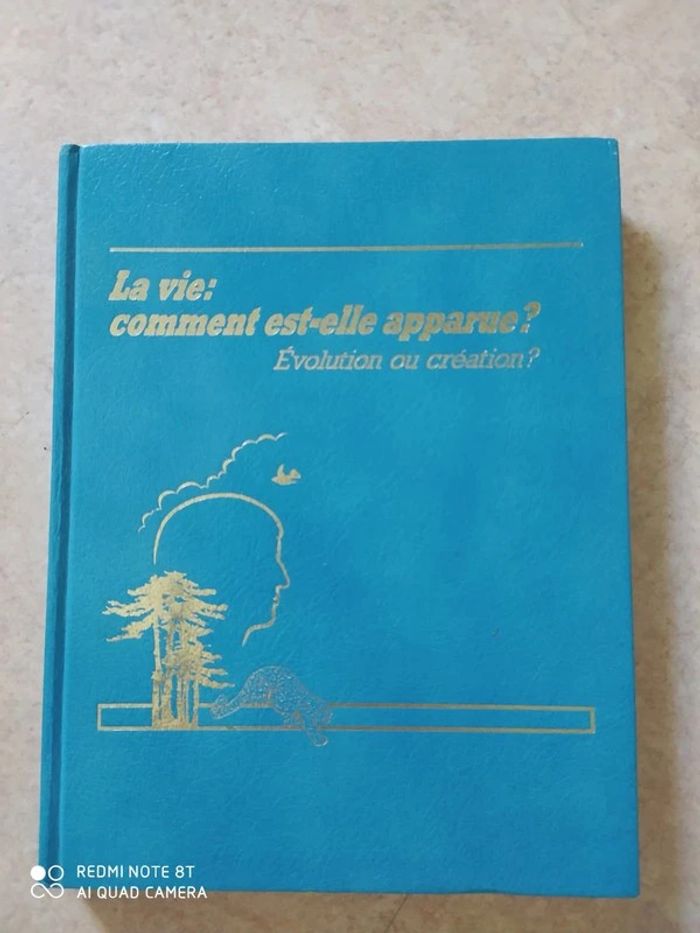 La vie:
comment est-elle apparue?
Évolution ou création?
REDMI NOTE 8T
AI QUAD CAMERA